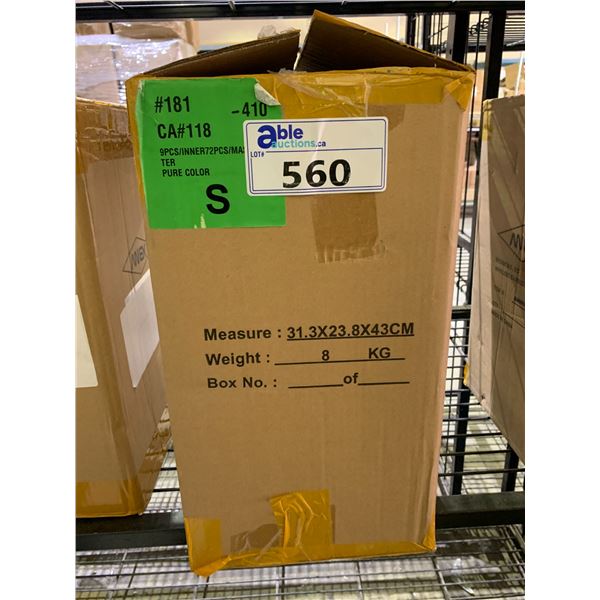 #181 -410
CA#118
9PCS/INNER72PCS/MAS
TER
PURE COLOR
S
able
auctions.ca
LOT# 560
Measure : 31.3X23.8X43CM
Weight : 8 KG
Box No. : of